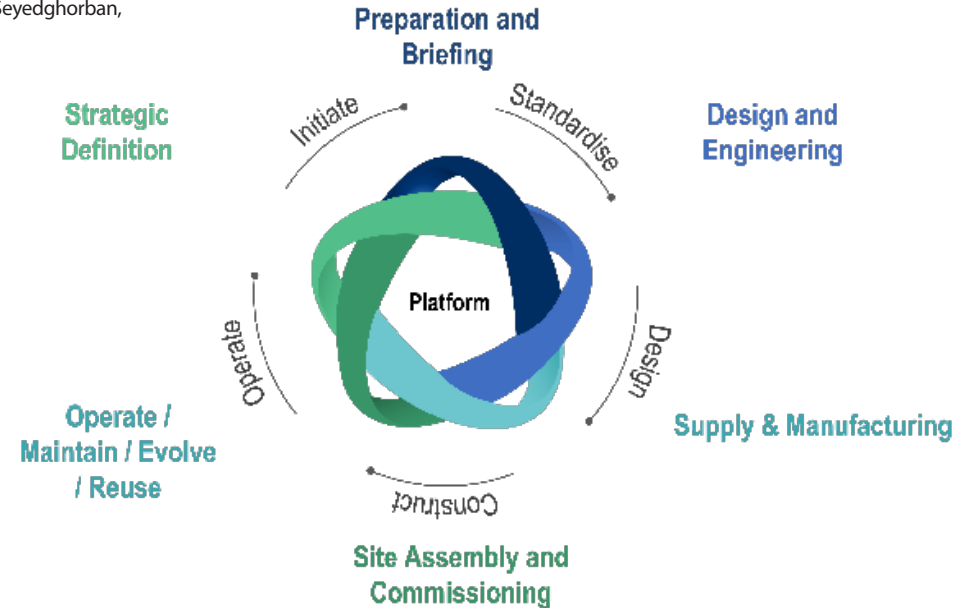 Seyedghorban,
Preparation and
Briefing
Strategic
Definition
Initiate
Standardise
Design and
Engineering
Platform
Operate
Design
Operate /
Maintain / Evolve
/ Reuse
Supply & Manufacturing
Construct
Site Assembly and
Commissioning